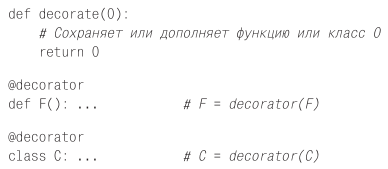 def decorate(O):
# Сохраняет или дополняет функцию или класс O
return O
@decorator
def F(): ... # F = decorator(F)
@decorator
class C: ... # C = decorator(C)